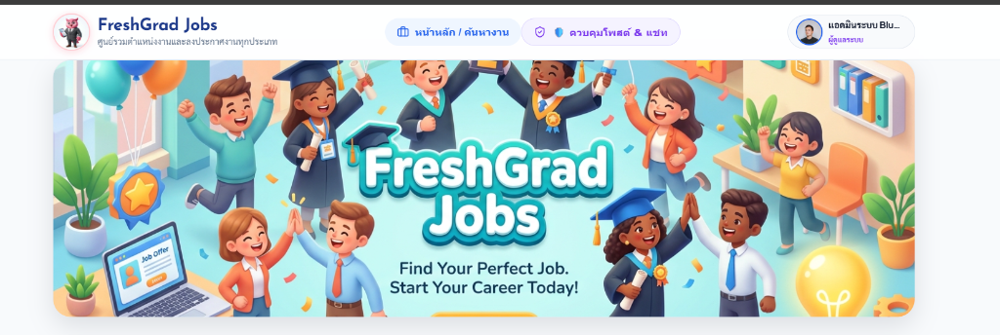 FreshGrad Jobs
ศูนย์รวมตำแหน่งงานและลงประกาศงานทุกประเภท
หน้าหลัก / ค้นหางาน
ควบคุมโพสต์ & แชท
แอดมินระบบ Blu...
ผู้ดูแลระบบ
FreshGrad
Jobs
Find Your Perfect Job.
Start Your Career Today!
Job Offer